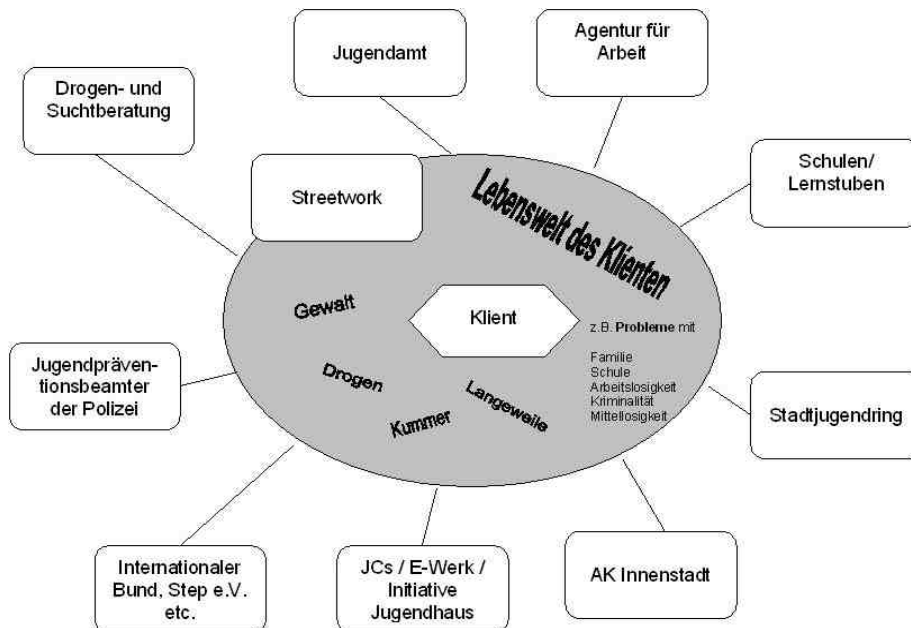 Agentur für
Arbeit
Jugendamt
Drogen- und
Suchtberatung
Schulen/
Lernstuben
Streetwork
Lebenswelt des Klienten
Gewalt
Klient
z.B. Probleme mit
Familie
Schule
Arbeitslosigkeit
Kriminalität
Mittellosigkeit
Drogen
Langeweile
Kummer
Jugendpräven-
tionsbeamter
der Polizei
Stadtjugendring
Internationaler
Bund, Step e.V.
etc.
JCs / E-Werk /
Initiative
Jugendhaus
AK Innenstadt